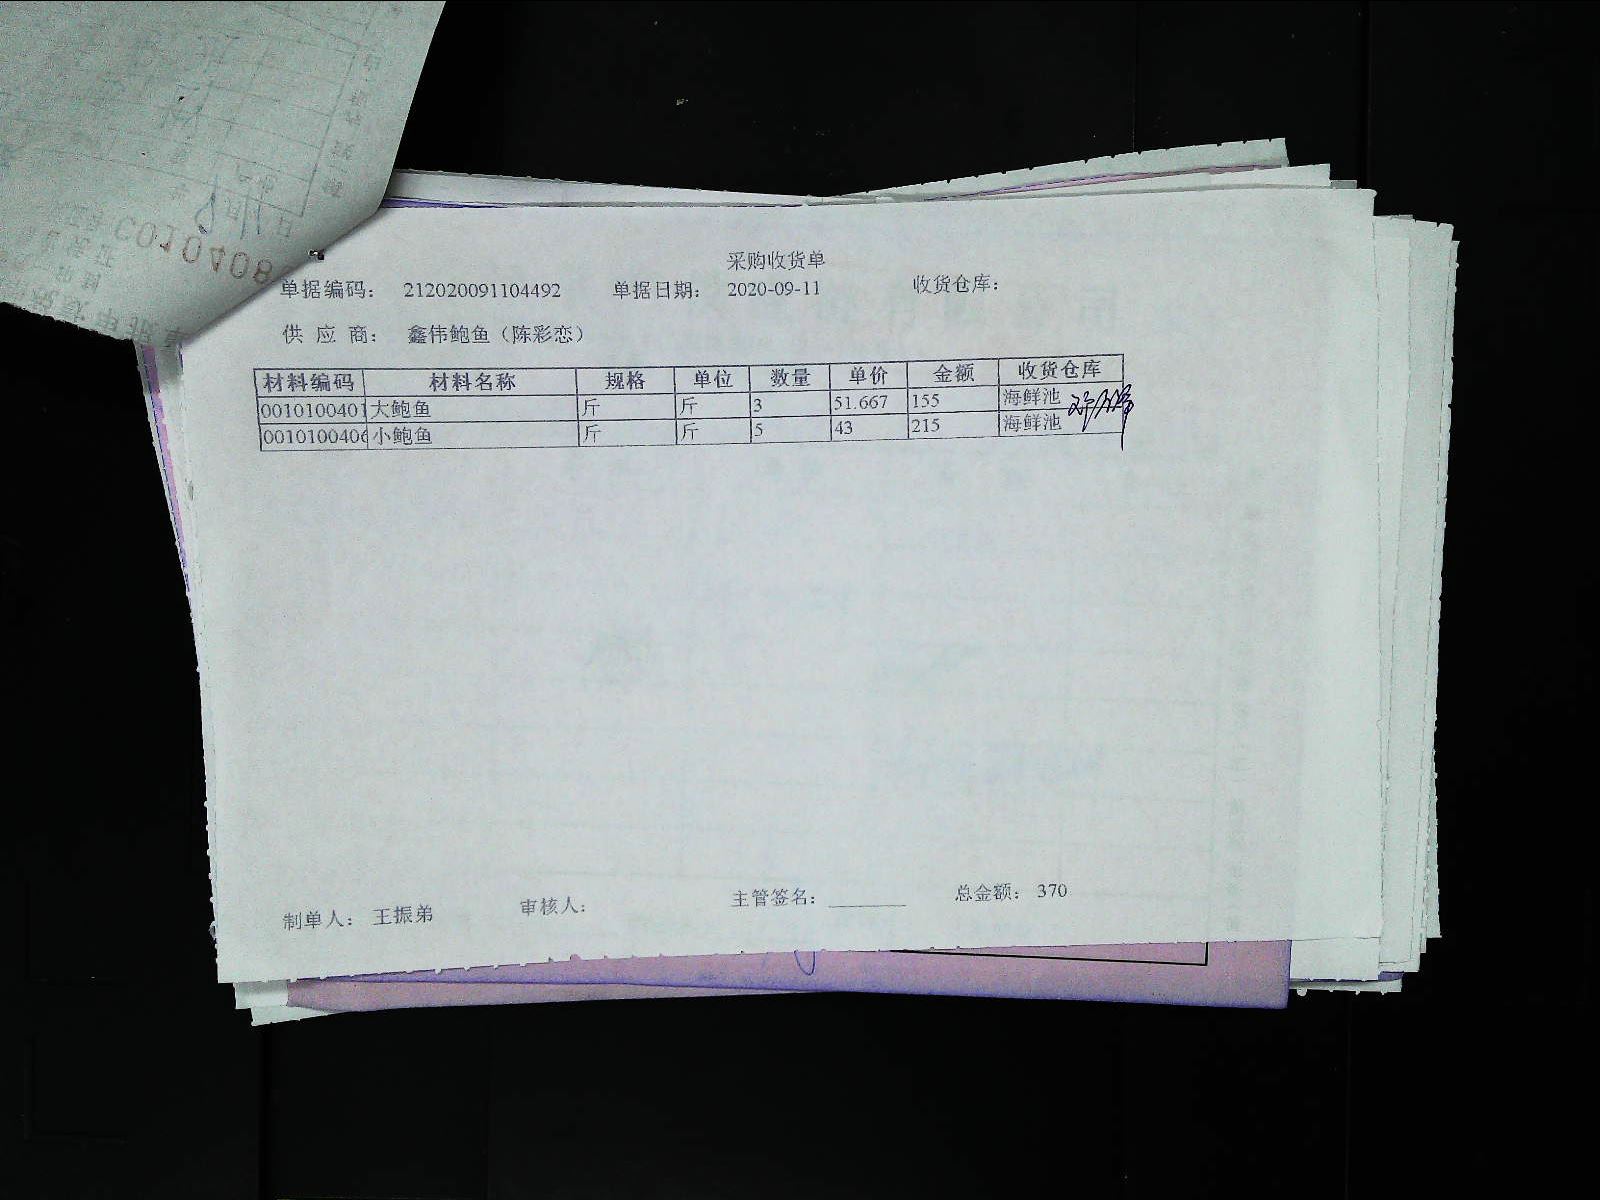 C010408
采购收货单
单据编码： 212020091104492 单据日期： 2020-09-11 收货仓库：
供 应 商： 鑫伟鲍鱼（陈彩恋）
材料编码 材料名称 规格 单位 数量 单价 金额 收货仓库
0010100401 大鲍鱼 斤 斤 3 51.667 155 海鲜池
0010100406 小鲍鱼 斤 斤 5 43 215 海鲜池
制单人： 王振弟 审核人： 主管签名： 总金额： 370